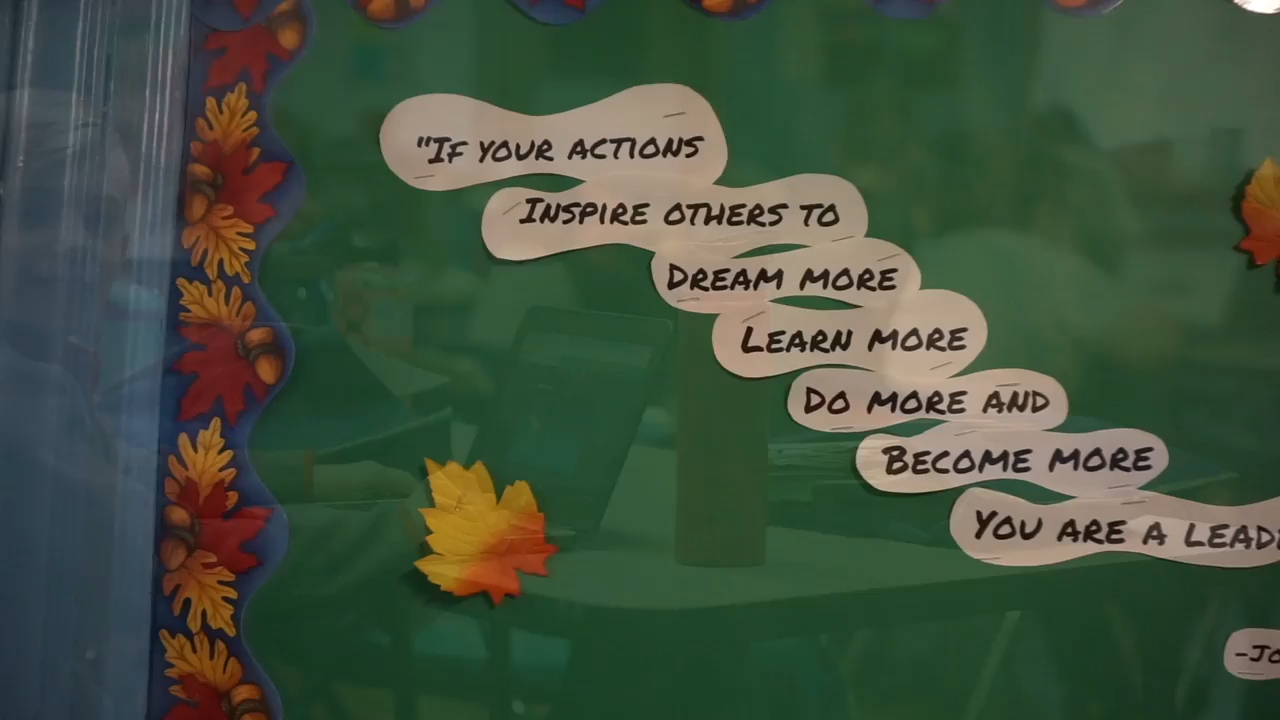 "IF YOUR ACTIONS
INSPIRE OTHERS TO
DREAM MORE
LEARN MORE
DO MORE AND
BECOME MORE
YOU ARE A